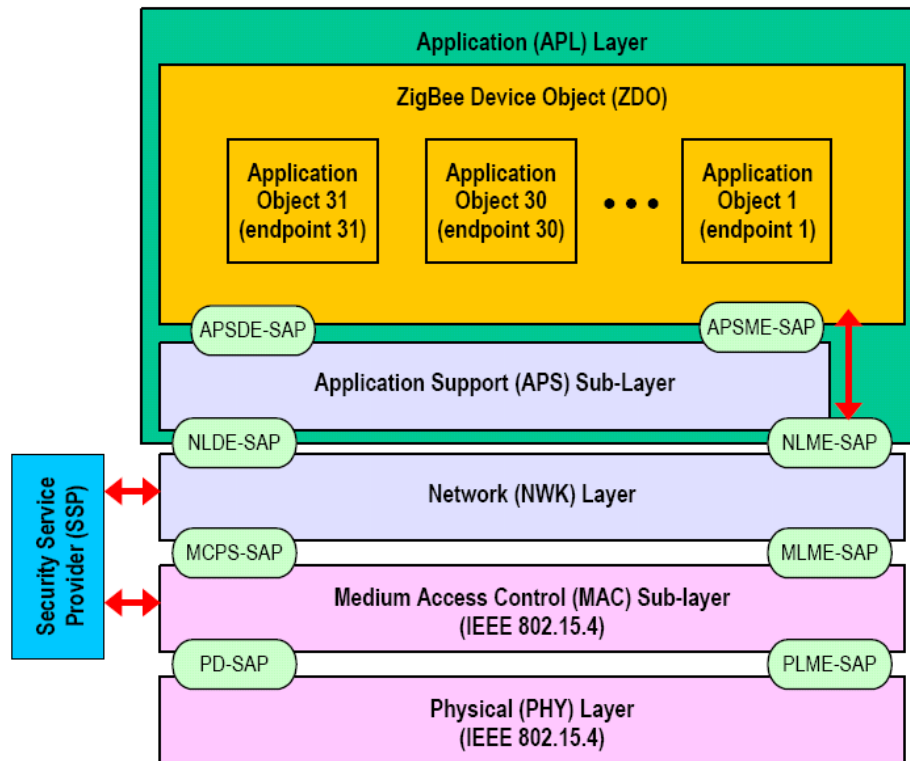 Application (APL) Layer
ZigBee Device Object (ZDO)
Application
Object 31
(endpoint 31)
Application
Object 30
(endpoint 30)
• • •
Application
Object 1
(endpoint 1)
APSDE-SAP
APSME-SAP
Application Support (APS) Sub-Layer
NLDE-SAP
NLME-SAP
Security Service
Provider (SSP)
Network (NWK) Layer
MCPS-SAP
MLME-SAP
Medium Access Control (MAC) Sub-layer
(IEEE 802.15.4)
PD-SAP
PLME-SAP
Physical (PHY) Layer
(IEEE 802.15.4)